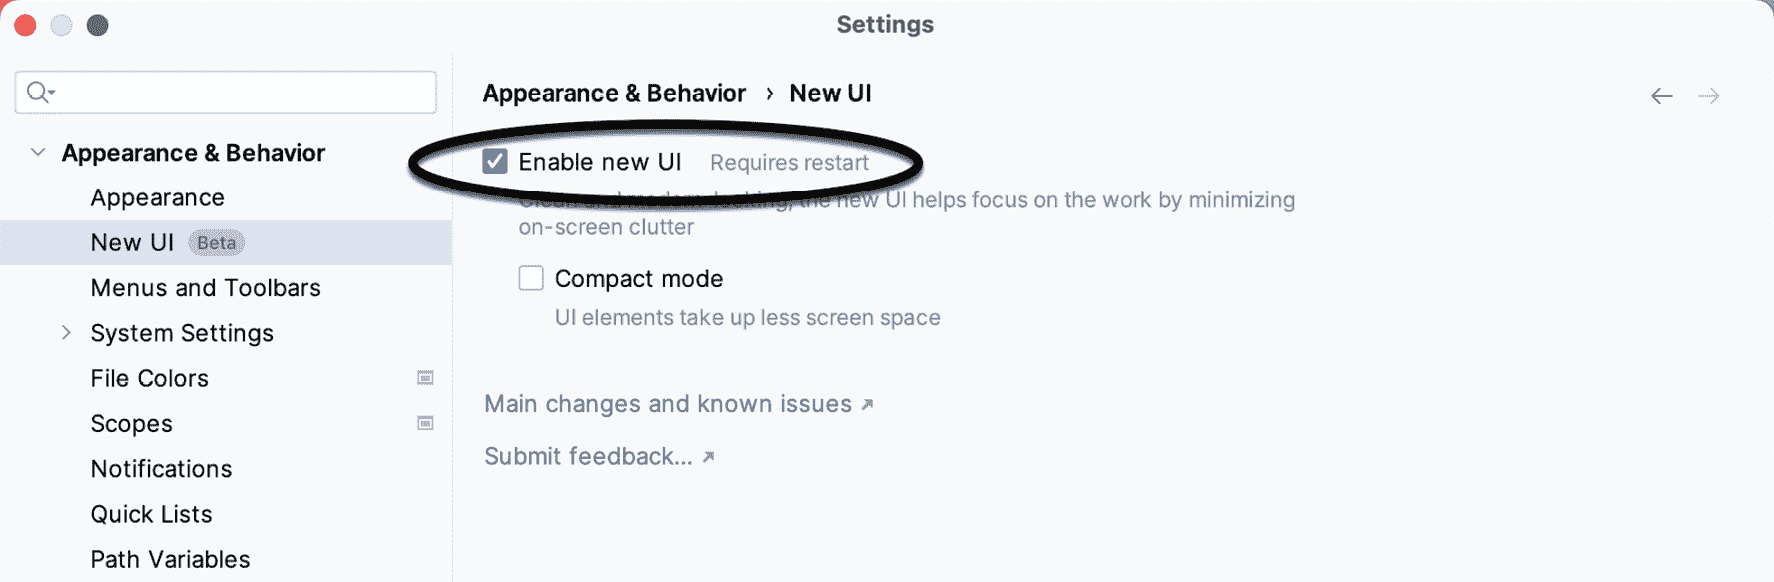 Settings
Appearance & Behavior
Appearance
New UI Beta
Menus and Toolbars
System Settings
File Colors
Scopes
Notifications
Quick Lists
Path Variables
Appearance & Behavior › New UI
Enable new UI Requires restart
the new UI helps focus on the work by minimizing
on-screen clutter
Compact mode
UI elements take up less screen space
Main changes and known issues ↗
Submit feedback... ↗